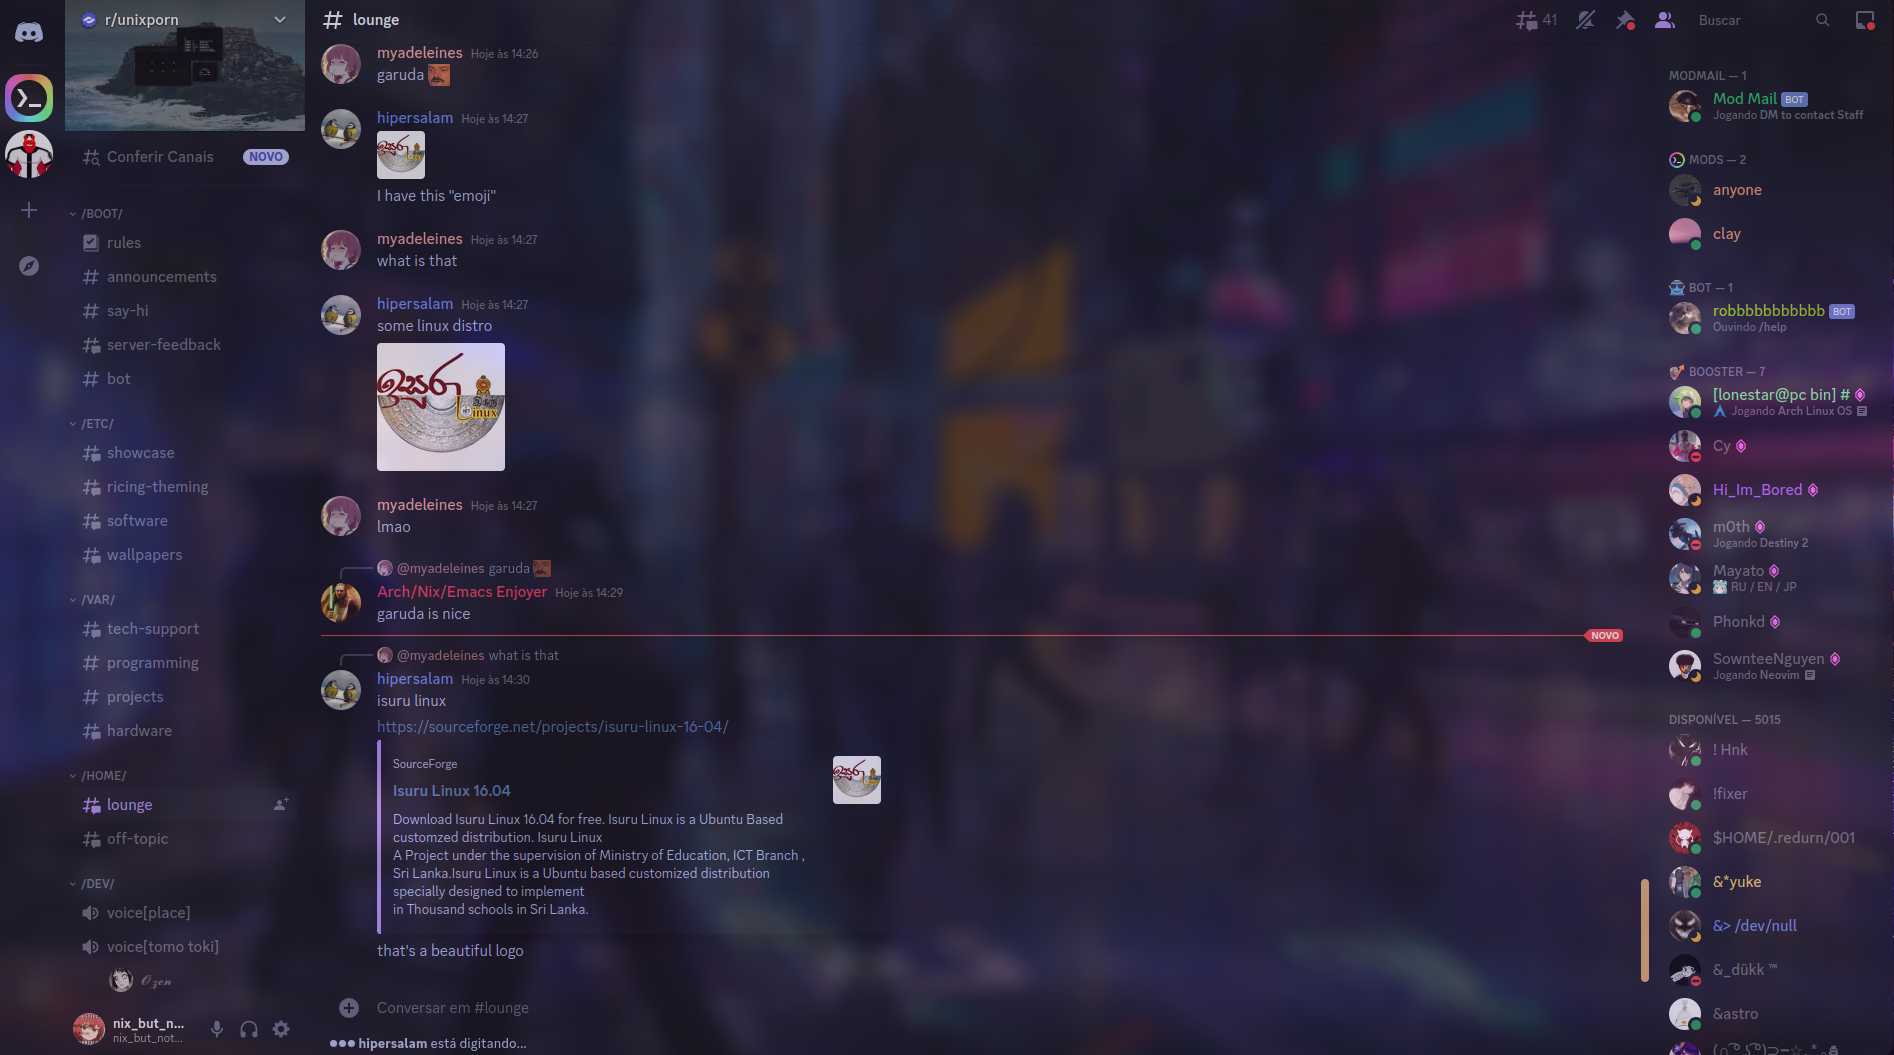 r/unixporn
Conferir Canais
NOVO
/BOOT/
rules
announcements
say-hi
server-feedback
bot
/ETC/
showcase
ricing-theming
software
wallpapers
/VAR/
tech-support
programming
projects
hardware
/HOME/
lounge
off-topic
/DEV/
voice[place]
voice[tomo toki]
𝒪𝓏𝑒𝓃
nix_but_n...
nix_but_not...
lounge
41
Buscar
myadeleines Hoje às 14:26
garuda
hipersalam Hoje às 14:27
I have this "emoji"
myadeleines Hoje às 14:27
what is that
hipersalam Hoje às 14:27
some linux distro
ඉසුරු
இசுரு
Linux
myadeleines Hoje às 14:27
lmao
@myadeleines garuda
Arch/Nix/Emacs Enjoyer Hoje às 14:29
garuda is nice
NOVO
@myadeleines what is that
hipersalam Hoje às 14:30
isuru linux
https://sourceforge.net/projects/isuru-linux-16-04/
SourceForge
Isuru Linux 16.04
Download Isuru Linux 16.04 for free. Isuru Linux is a Ubuntu Based
customzed distribution. Isuru Linux
A Project under the supervision of Ministry of Education, ICT Branch ,
Sri Lanka.Isuru Linux is a Ubuntu based customized distribution
specially designed to implement
in Thousand schools in Sri Lanka.
that's a beautiful logo
Conversar em #lounge
hipersalam está digitando...
MODMAIL — 1
Mod Mail BOT
Jogando DM to contact Staff
MODS — 2
anyone
clay
BOT — 1
robbbbbbbbbbb BOT
Ouvindo /help
BOOSTER — 7
[lonestar@pc bin] #
Jogando Arch Linux OS
Cy
Hi_Im_Bored
m0th
Jogando Destiny 2
Mayato
RU / EN / JP
Phonkd
SownteeNguyen
Jogando Neovim
DISPONÍVEL — 5015
! Hnk
!fixer
$HOME/.redurn/001
&*yuke
&> /dev/null
&_dükk ™
&astro